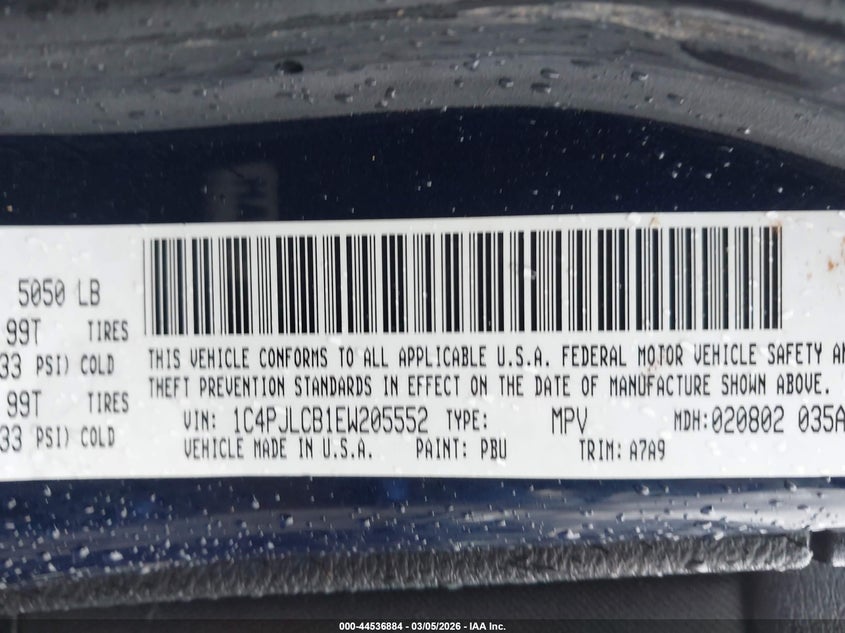 5050 LB
99T TIRES
33 PSI) COLD
99T TIRES
33 PSI) COLD
THIS VEHICLE CONFORMS TO ALL APPLICABLE U.S.A. FEDERAL MOTOR VEHICLE SAFETY AN
THEFT PREVENTION STANDARDS IN EFFECT ON THE DATE OF MANUFACTURE SHOWN ABOVE.
VIN: 1C4PJLCB1EW205552 TYPE: MPV MDH:020802 035A
VEHICLE MADE IN U.S.A. PAINT: PBU TRIM: A7A9
000-44536884 - 03/05/2026 - IAA Inc.